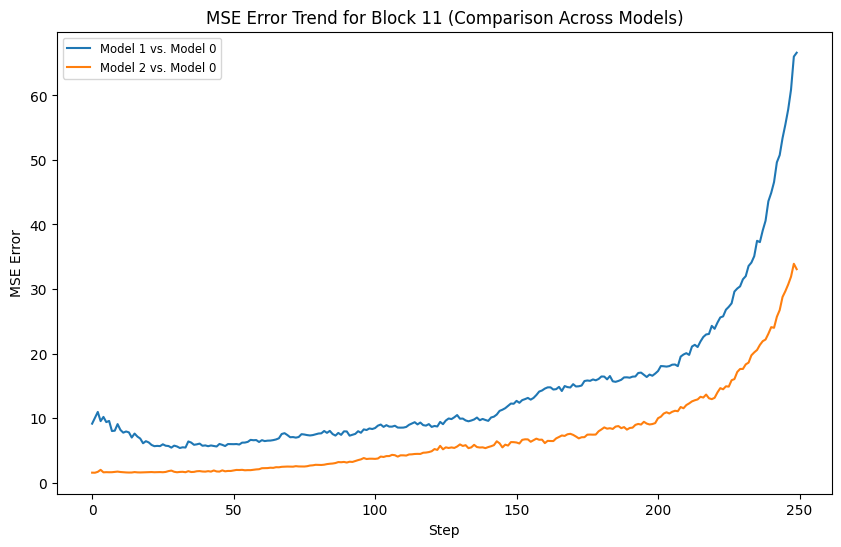 MSE Error Trend for Block 11 (Comparison Across Models)
Model 1 vs. Model 0
Model 2 vs. Model 0
MSE Error
60
50
40
30
20
10
0
0 50 100 150 200 250
Step